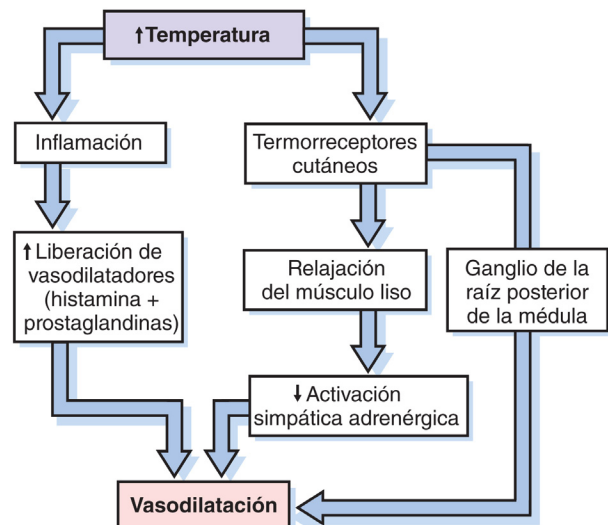 ↑Temperatura
Inflamación
Termorreceptores
cutáneos
↑Liberación de
vasodilatadores
(histamina +
prostaglandinas)
Relajación
del músculo liso
Ganglio de la
raíz posterior
de la médula
↓Activación
simpática adrenérgica
Vasodilatación